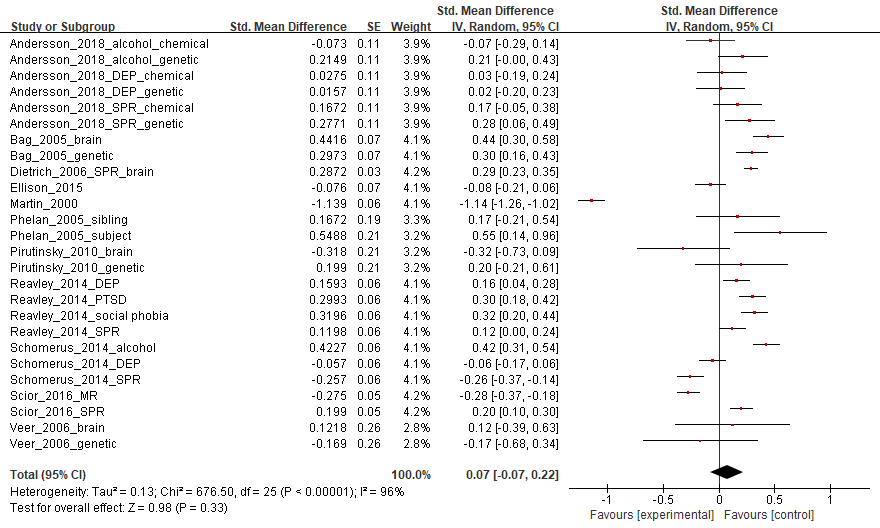 Std. Mean Difference Std. Mean Difference
Study or Subgroup Std. Mean Difference SE Weight IV, Random, 95% CI IV, Random, 95% CI
Andersson_2018_alcohol_chemical -0.073 0.11 3.9% -0.07 [-0.29, 0.14]
Andersson_2018_alcohol_genetic 0.2149 0.11 3.9% 0.21 [-0.00, 0.43]
Andersson_2018_DEP_chemical 0.0275 0.11 3.9% 0.03 [-0.19, 0.24]
Andersson_2018_DEP_genetic 0.0157 0.11 3.9% 0.02 [-0.20, 0.23]
Andersson_2018_SPR_chemical 0.1672 0.11 3.9% 0.17 [-0.05, 0.38]
Andersson_2018_SPR_genetic 0.2771 0.11 3.9% 0.28 [0.06, 0.49]
Bag_2005_brain 0.4416 0.07 4.1% 0.44 [0.30, 0.58]
Bag_2005_genetic 0.2973 0.07 4.1% 0.30 [0.16, 0.43]
Dietrich_2006_SPR_brain 0.2872 0.03 4.2% 0.29 [0.23, 0.35]
Ellison_2015 -0.076 0.07 4.1% -0.08 [-0.21, 0.06]
Martin_2000 -1.139 0.06 4.1% -1.14 [-1.26, -1.02]
Phelan_2005_sibling 0.1672 0.19 3.3% 0.17 [-0.21, 0.54]
Phelan_2005_subject 0.5488 0.21 3.2% 0.55 [0.14, 0.96]
Pirutinsky_2010_brain -0.318 0.21 3.2% -0.32 [-0.73, 0.09]
Pirutinsky_2010_genetic 0.199 0.21 3.2% 0.20 [-0.21, 0.61]
Reavley_2014_DEP 0.1593 0.06 4.1% 0.16 [0.04, 0.28]
Reavley_2014_PTSD 0.2993 0.06 4.1% 0.30 [0.18, 0.42]
Reavley_2014_social phobia 0.3196 0.06 4.1% 0.32 [0.20, 0.44]
Reavley_2014_SPR 0.1198 0.06 4.1% 0.12 [0.00, 0.24]
Schomerus_2014_alcohol 0.4227 0.06 4.1% 0.42 [0.31, 0.54]
Schomerus_2014_DEP -0.057 0.06 4.1% -0.06 [-0.17, 0.06]
Schomerus_2014_SPR -0.257 0.06 4.1% -0.26 [-0.37, -0.14]
Scior_2016_MR -0.275 0.05 4.2% -0.28 [-0.37, -0.18]
Scior_2016_SPR 0.199 0.05 4.2% 0.20 [0.10, 0.30]
Veer_2006_brain 0.1218 0.26 2.8% 0.12 [-0.39, 0.63]
Veer_2006_genetic -0.169 0.26 2.8% -0.17 [-0.68, 0.34]
Total (95% CI) 100.0% 0.07 [-0.07, 0.22]
Heterogeneity: Tau² = 0.13; Chi² = 676.50, df = 25 (P < 0.00001); I² = 96%
Test for overall effect: Z = 0.98 (P = 0.33)
-1 -0.5 0 0.5 1
Favours [experimental] Favours [control]